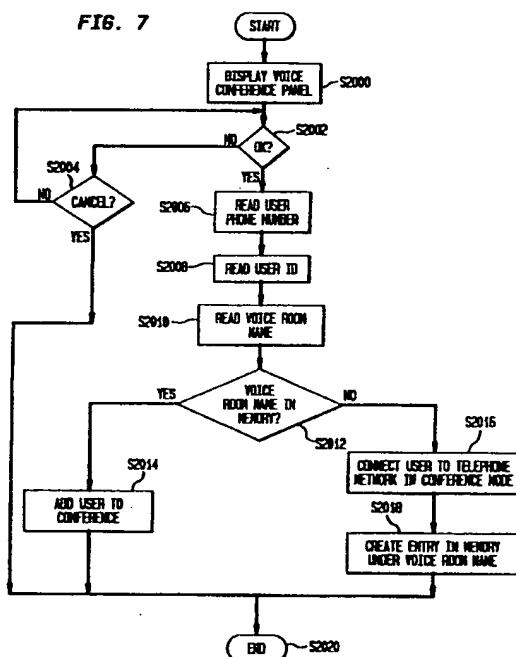 FIG. 7
START
DISPLAY VOICE
CONFERENCE PANEL
S2000
S2002
OK?
NO
S2004
CANCEL?
NO
YES
YES
S2006
READ USER
PHONE NUMBER
S2008
READ USER ID
S2010
READ VOICE ROOM
NAME
YES
VOICE
ROOM NAME IN
MEMORY?
NO
S2012
S2016
CONNECT USER TO TELEPHONE
NETWORK IN CONFERENCE MODE
S2014
ADD USER TO
CONFERENCE
S2018
CREATE ENTRY IN MEMORY
UNDER VOICE ROOM NAME
END
S2020